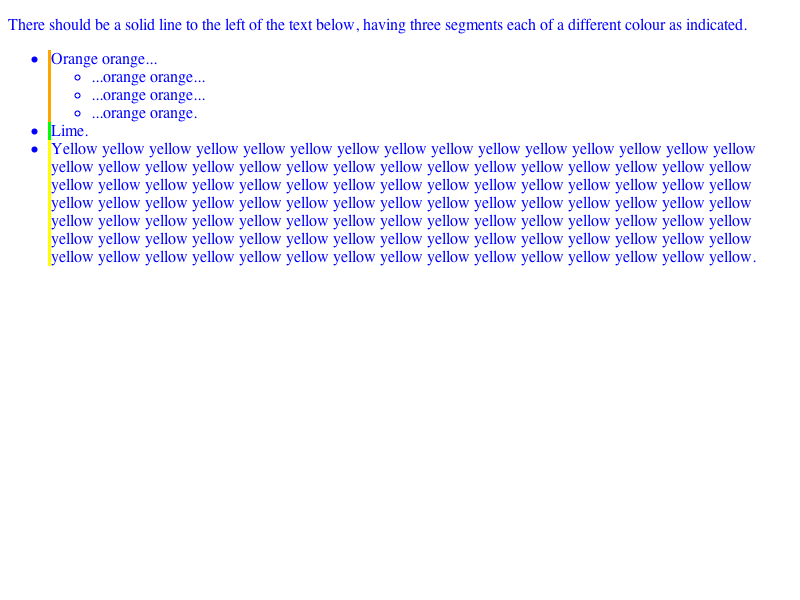 There should be a solid line to the left of the text below, having three segments each of a different colour as indicated.
Orange orange...
...orange orange...
...orange orange...
...orange orange.
Lime.
Yellow yellow yellow yellow yellow yellow yellow yellow yellow yellow yellow yellow yellow yellow yellow
yellow yellow yellow yellow yellow yellow yellow yellow yellow yellow yellow yellow yellow yellow yellow
yellow yellow yellow yellow yellow yellow yellow yellow yellow yellow yellow yellow yellow yellow yellow
yellow yellow yellow yellow yellow yellow yellow yellow yellow yellow yellow yellow yellow yellow yellow
yellow yellow yellow yellow yellow yellow yellow yellow yellow yellow yellow yellow yellow yellow yellow
yellow yellow yellow yellow yellow yellow yellow yellow yellow yellow yellow yellow yellow yellow yellow
yellow yellow yellow yellow yellow yellow yellow yellow yellow yellow yellow yellow yellow yellow yellow.